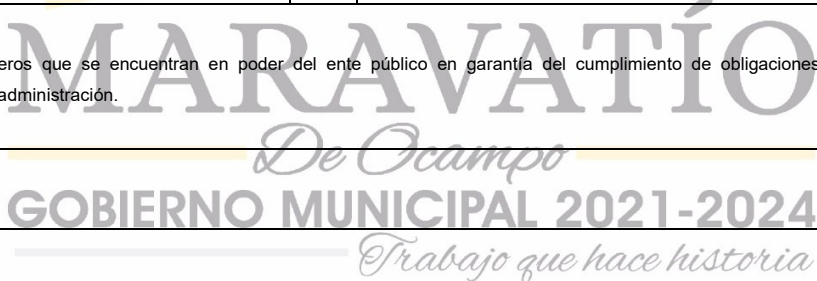 MARAVATÍO
eros que se encuentran en poder del ente público en garantía del cumplimiento de obligaciones
administración.
De Ocampo
GOBIERNO MUNICIPAL 2021-2024
Trabajo que hace historia